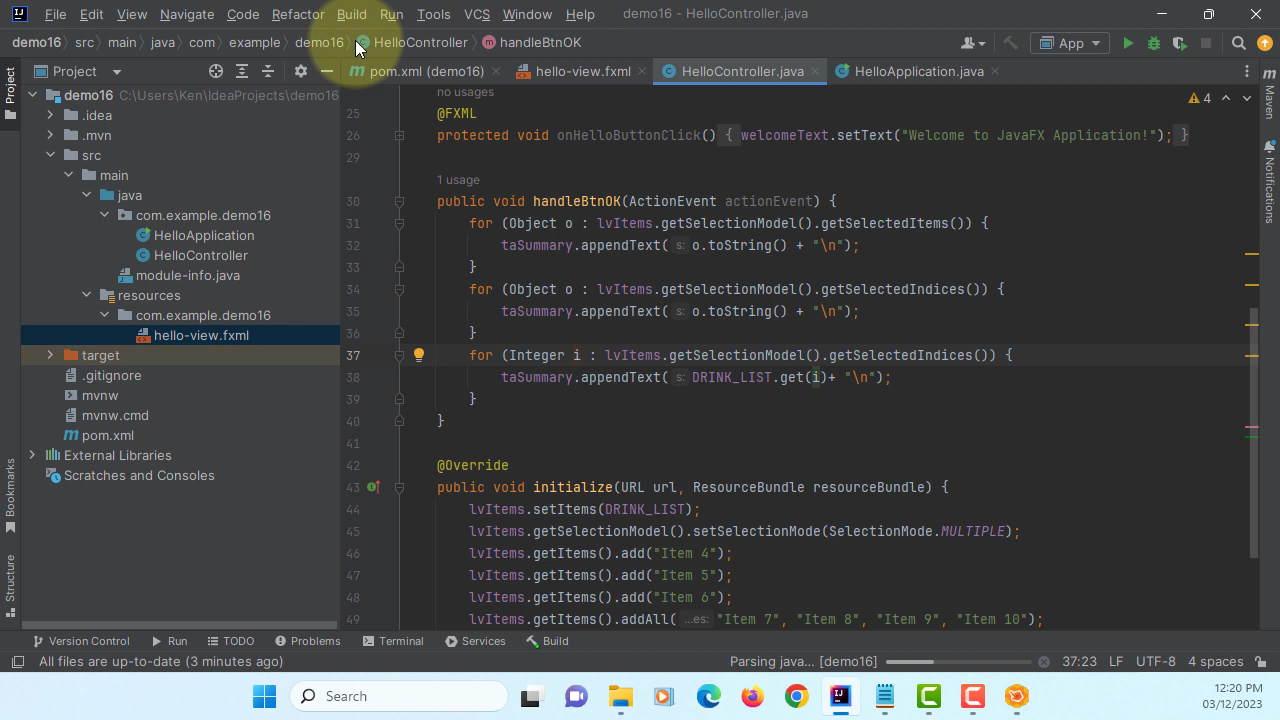 File Edit View Navigate Code Refactor Build Run Tools VCS Window Help demo16 - HelloController.java
demo16 src main java com example demo16 HelloController handleBtnOK App
Project
pom.xml (demo16) hello-view.fxml HelloController.java HelloApplication.java
demo16 C:\Users\Ken\IdeaProjects\demo16
.idea
.mvn
src
main
java
com.example.demo16
HelloApplication
HelloController
module-info.java
resources
com.example.demo16
hello-view.fxml
target
.gitignore
mvnw
mvnw.cmd
pom.xml
External Libraries
Scratches and Consoles
Project
Bookmarks
Structure
no usages
25 @FXML
26 protected void onHelloButtonClick() { welcomeText.setText("Welcome to JavaFX Application!"); }
29
1 usage
30 public void handleBtnOK(ActionEvent actionEvent) {
31 for (Object o : lvItems.getSelectionModel().getSelectedItems()) {
32 taSummary.appendText( s: o.toString() + "\n");
33 }
34 for (Object o : lvItems.getSelectionModel().getSelectedIndices()) {
35 taSummary.appendText( s: o.toString() + "\n");
36 }
37 for (Integer i : lvItems.getSelectionModel().getSelectedIndices()) {
38 taSummary.appendText( s: DRINK_LIST.get(i)+ "\n");
39 }
40 }
41
42 @Override
43 public void initialize(URL url, ResourceBundle resourceBundle) {
44 lvItems.setItems(DRINK_LIST);
45 lvItems.getSelectionModel().setSelectionMode(SelectionMode.MULTIPLE);
46 lvItems.getItems().add("Item 4");
47 lvItems.getItems().add("Item 5");
48 lvItems.getItems().add("Item 6");
49 lvItems.getItems().addAll( ...es: "Item 7", "Item 8", "Item 9", "Item 10");
4
Maven
Notifications
Version Control Run TODO Problems Terminal Services Build
All files are up-to-date (3 minutes ago) Parsing java... [demo16] 37:23 LF UTF-8 4 spaces
Search
12:20 PM
03/12/2023